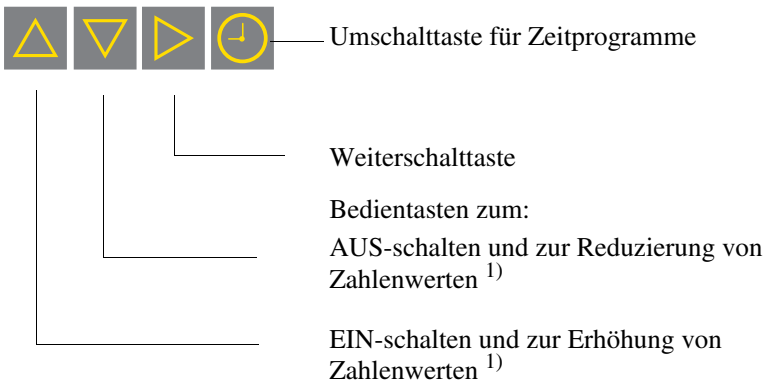 Umschalttaste für Zeitprogramme
Weiterschalttaste
Bedientasten zum:
AUS-schalten und zur Reduzierung von
Zahlenwerten 1)
EIN-schalten und zur Erhöhung von
Zahlenwerten 1)